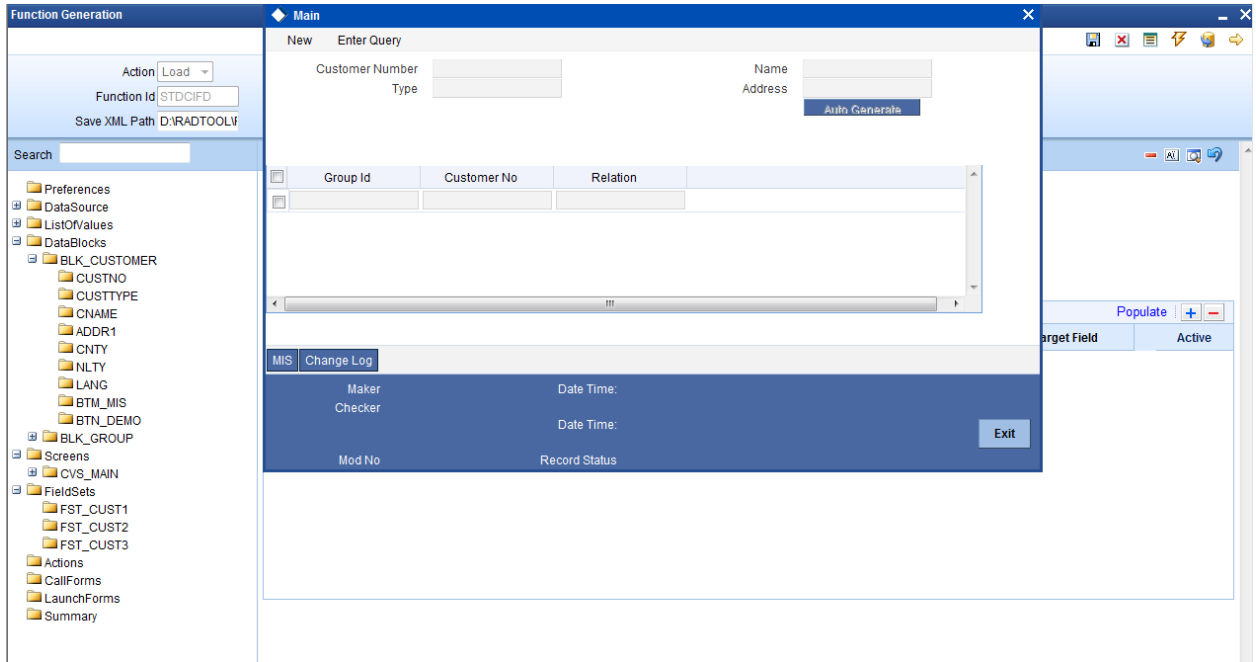 Function Generation
Main
New Enter Query
Action Load
Function Id STDCIFD
Save XML Path D:\RADTOOL\
Customer Number Name
Type Address
Auto Generate
Search
Group Id Customer No Relation
Preferences
DataSource
ListOfValues
DataBlocks
BLK_CUSTOMER
CUSTNO
CUSTTYPE
CNAME
ADDR1
CNTY
NLTY
LANG
BTM_MIS
BTN_DEMO
BLK_GROUP
Screens
CVS_MAIN
FieldSets
FST_CUST1
FST_CUST2
FST_CUST3
Actions
CallForms
LaunchForms
Summary
Populate
arget Field Active
MIS Change Log
Maker Date Time:
Checker
Date Time:
Exit
Mod No Record Status